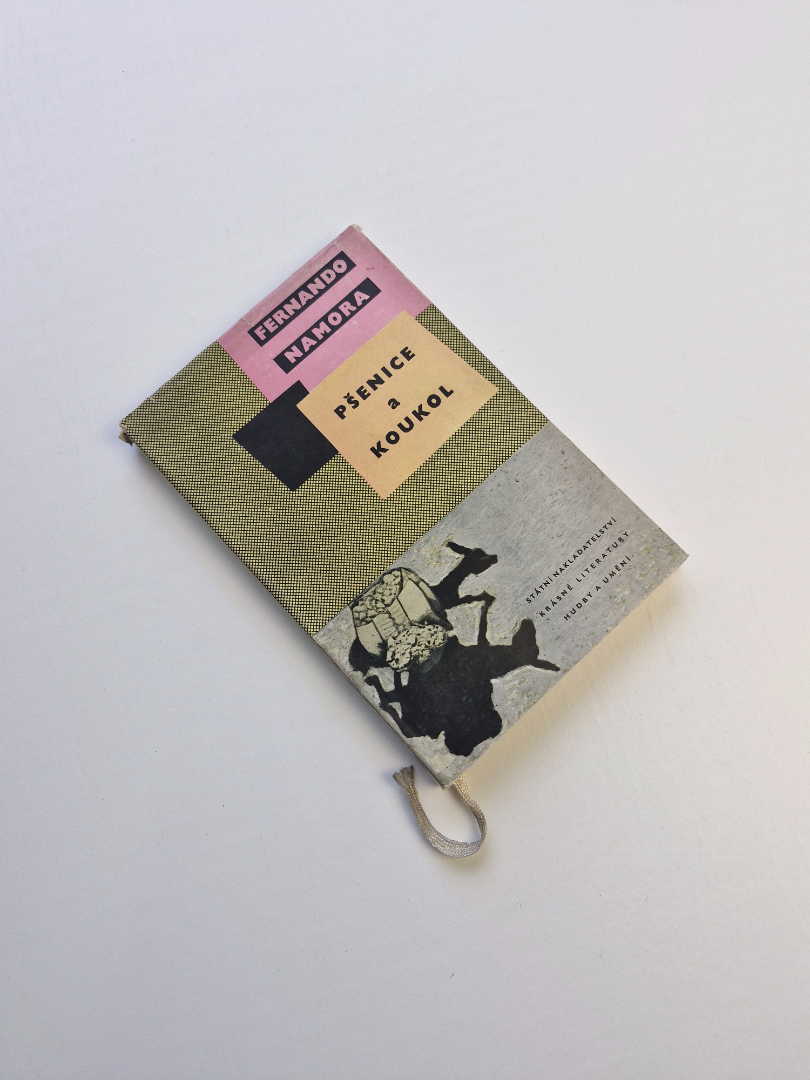 FERNANDO
NAMORA
PŠENICE
a
KOUKOL
STÁTNÍ NAKLADATELSTVÍ
KRÁSNÉ LITERATURY
HUDBY A UMĚNÍ